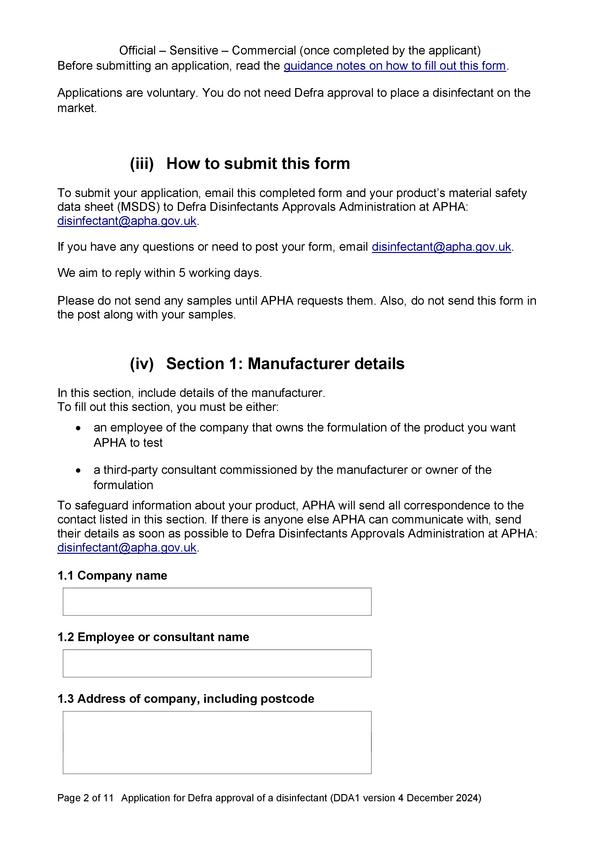 Official – Sensitive – Commercial (once completed by the applicant)
Before submitting an application, read the guidance notes on how to fill out this form.
Applications are voluntary. You do not need Defra approval to place a disinfectant on the
market.
(iii) How to submit this form
To submit your application, email this completed form and your product’s material safety
data sheet (MSDS) to Defra Disinfectants Approvals Administration at APHA:
disinfectant@apha.gov.uk.
If you have any questions or need to post your form, email disinfectant@apha.gov.uk.
We aim to reply within 5 working days.
Please do not send any samples until APHA requests them. Also, do not send this form in
the post along with your samples.
(iv) Section 1: Manufacturer details
In this section, include details of the manufacturer.
To fill out this section, you must be either:
• an employee of the company that owns the formulation of the product you want
APHA to test
• a third-party consultant commissioned by the manufacturer or owner of the
formulation
To safeguard information about your product, APHA will send all correspondence to the
contact listed in this section. If there is anyone else APHA can communicate with, send
their details as soon as possible to Defra Disinfectants Approvals Administration at APHA:
disinfectant@apha.gov.uk.
1.1 Company name
1.2 Employee or consultant name
1.3 Address of company, including postcode
Page 2 of 11 Application for Defra approval of a disinfectant (DDA1 version 4 December 2024)